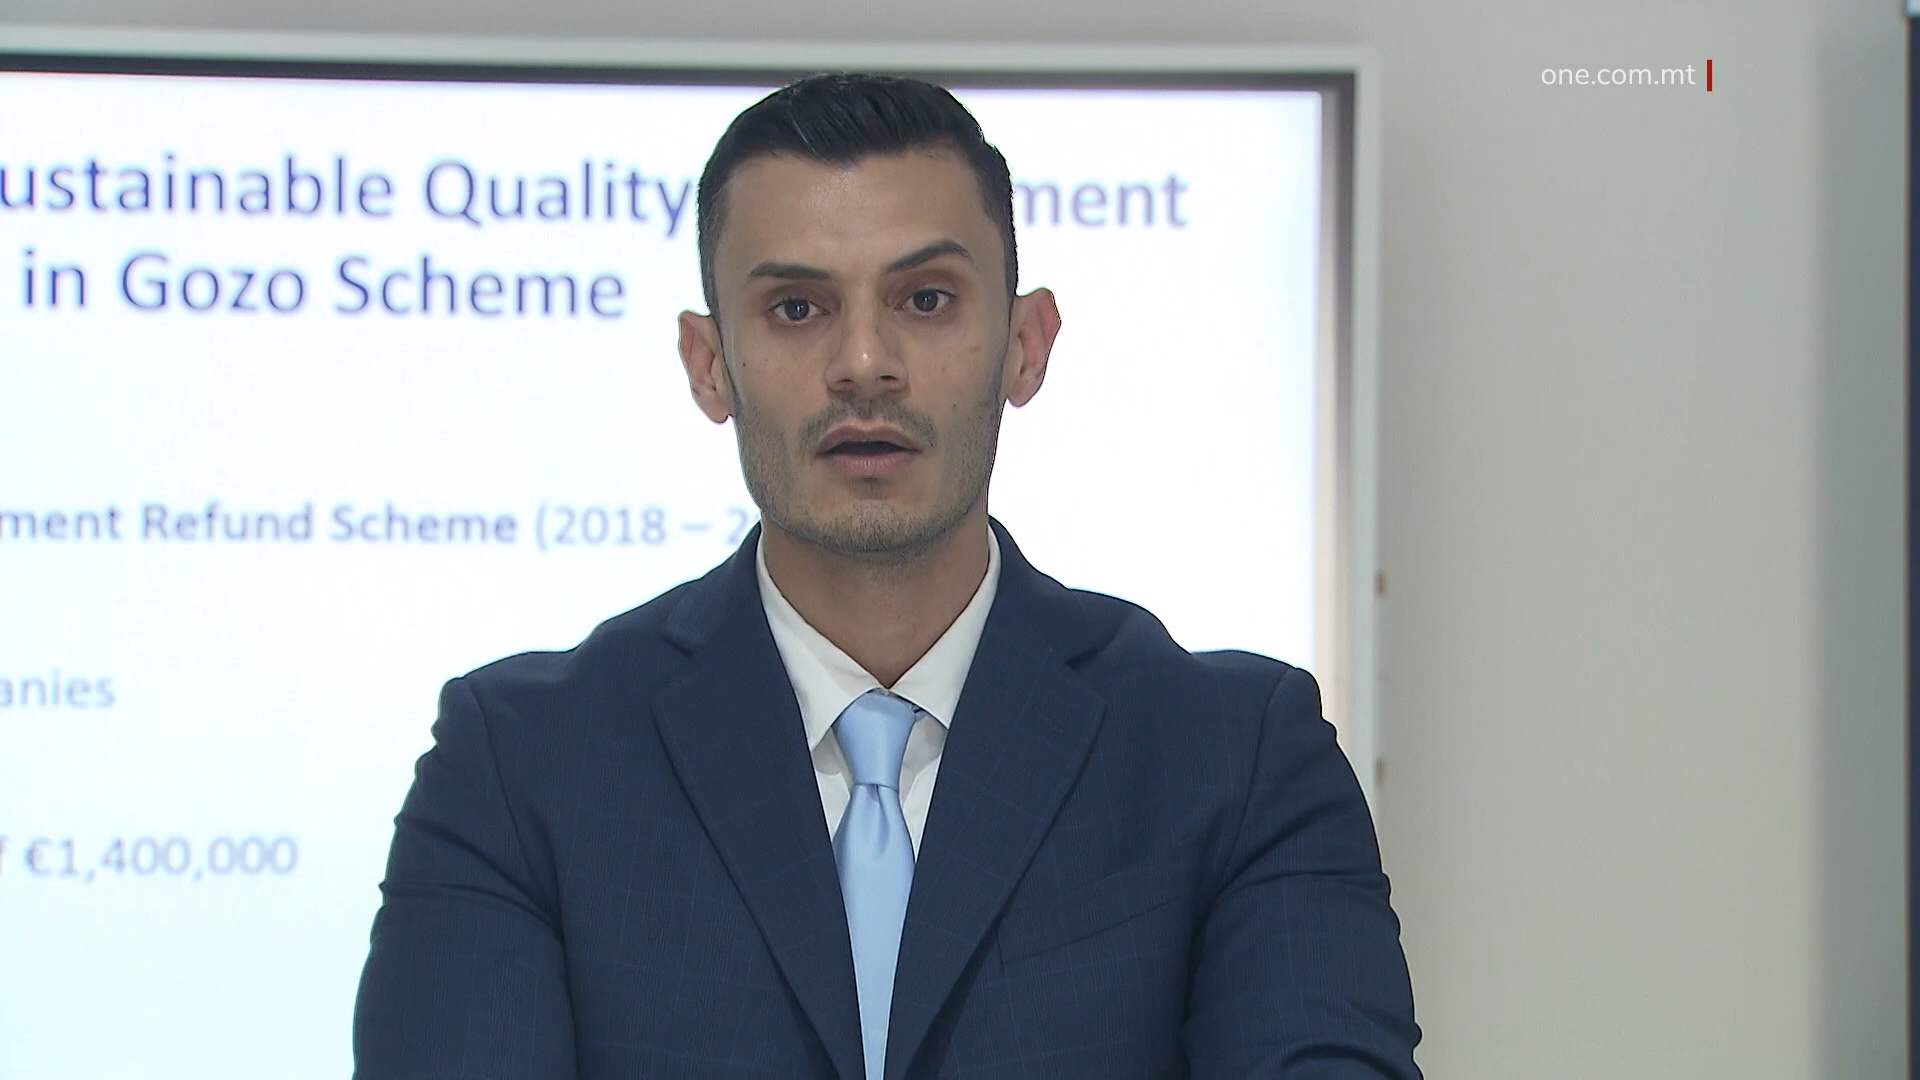 one.com.mt
ustainable Quality ment
in Gozo Scheme
ment Refund Scheme (2018 – 2
anies
€1,400,000